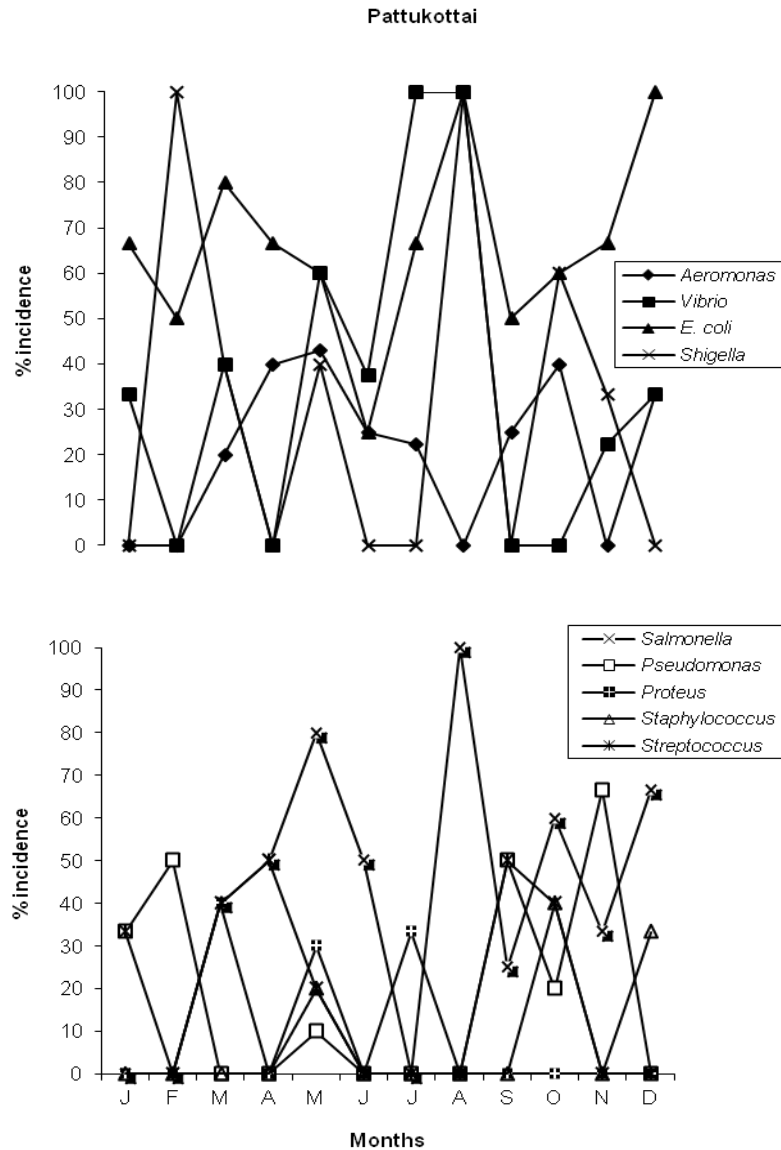 Pattukottai
100
90
80
70
60
50
40
30
20
10
0
% incidence
Aeromonas
Vibrio
E. coli
Shigella
100
90
80
70
60
50
40
30
20
10
0
% incidence
Salmonella
Pseudomonas
Proteus
Staphylococcus
Streptococcus
J F M A M J J A S O N D
Months